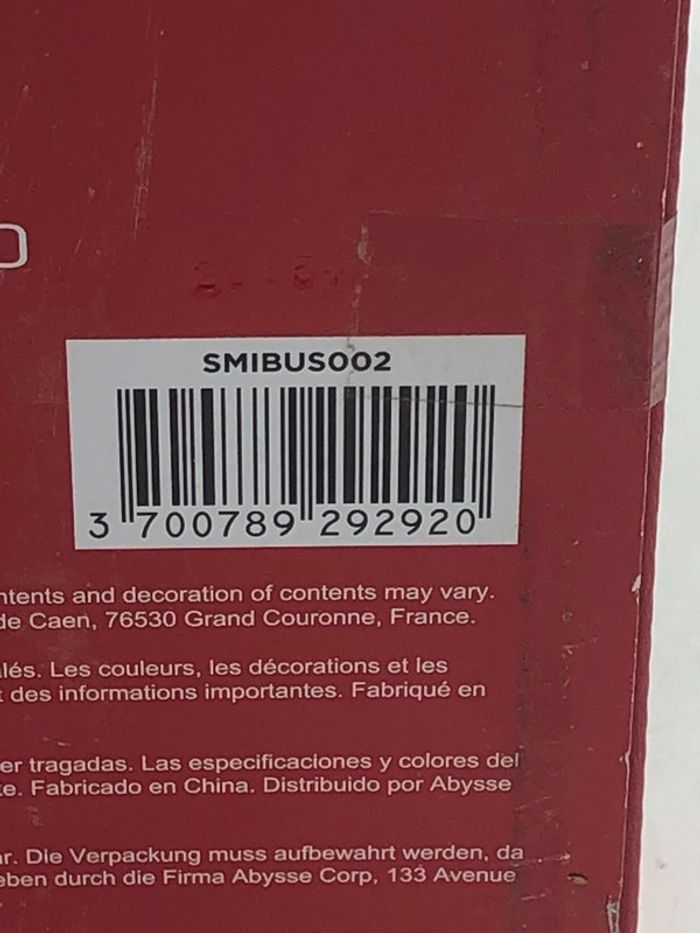 SMIBUS002
3 700789 292920
ntents and decoration of contents may vary.
de Caen, 76530 Grand Couronne, France.
lés. Les couleurs, les décorations et les
des informations importantes. Fabriqué en
er tragadas. Las especificaciones y colores del
e. Fabricado en China. Distribuido por Abysse
r. Die Verpackung muss aufbewahrt werden, da
eben durch die Firma Abysse Corp, 133 Avenue